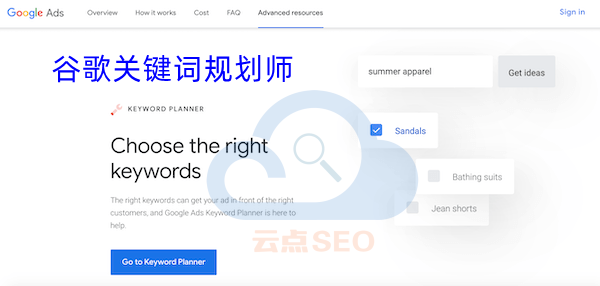 Google Ads
Overview
How it works
Cost
FAQ
Advanced resources
Sign in
谷歌关键词规划师
summer apparel
Get ideas
KEYWORD PLANNER
Sandals
Choose the right
keywords
Bathing suits
The right keywords can get your ad in front of the right
customers, and Google Ads Keyword Planner is here to
help.
Jean shorts
云点SEO
Go to Keyword Planner